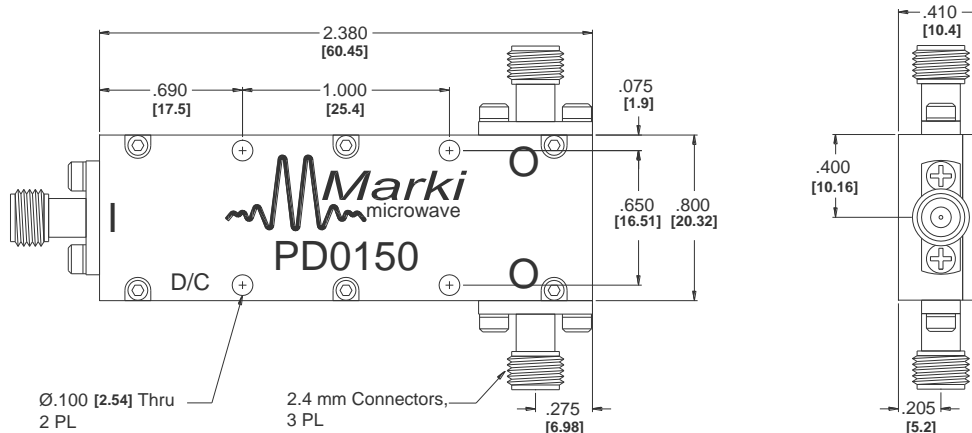 2.380
[60.45]
.690
[17.5]
1.000
[25.4]
.075
[1.9]
.410
[10.4]
.400
[10.16]
.650
[16.51]
.800
[20.32]
I
O
Marki
microwave
PD0150
O
D/C
Ø.100 [2.54] Thru
2 PL
2.4 mm Connectors,
3 PL
.275
[6.98]
.205
[5.2]